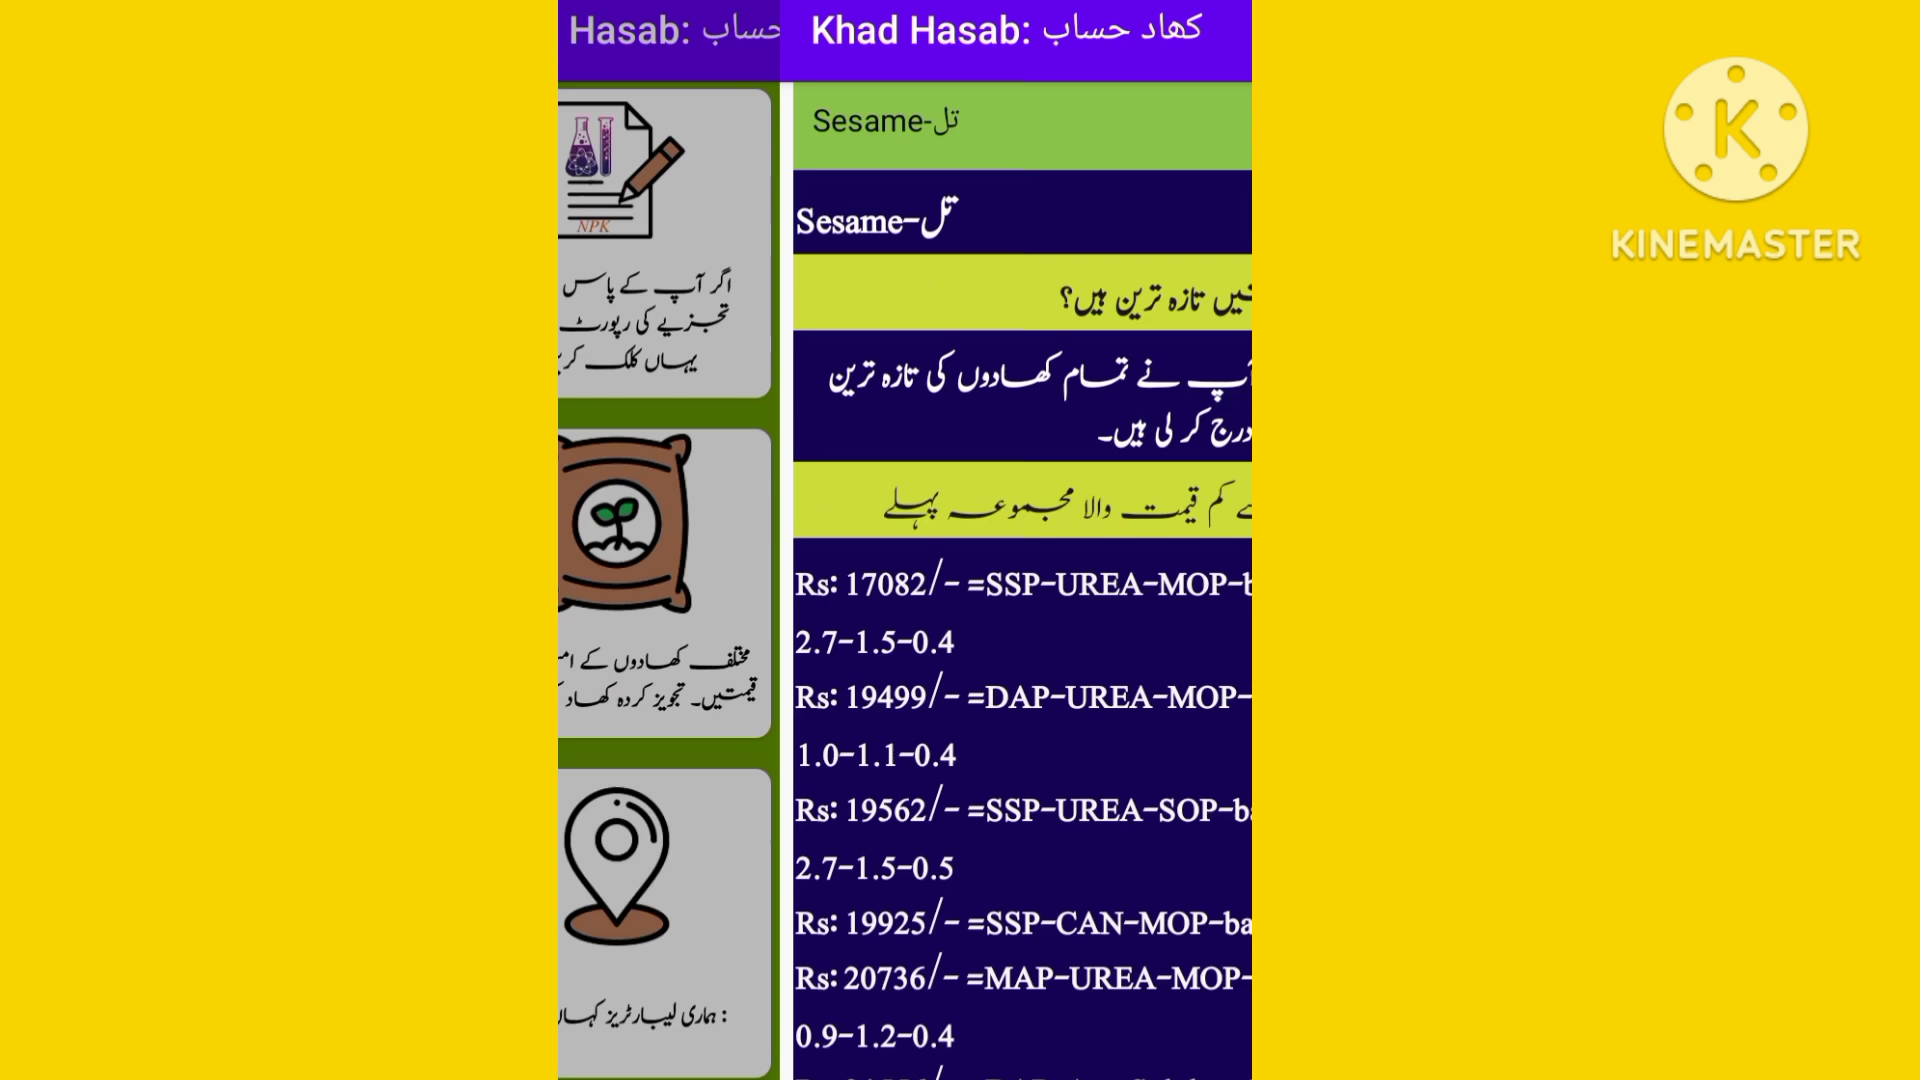 Hasab: حساب
NPK
اگر آپ کے پاس
تجزیے کی رپورٹ
یہاں کلک
مختلف کھادوں کے
قیمتیں۔ تجویز کردہ کھاد
: ہماری لیبارٹریز
Khad Hasab: کھاد حساب
Sesame-تل
Sesame-تل
تازہ ترین ہیں؟
آپ نے تمام کھادوں کی تازہ ترین
درج کر لی ہیں۔
کم قیمت والا مجموعہ پہلے
Rs: 17082/- =SSP-UREA-MOP-
2.7-1.5-0.4
Rs: 19499/- =DAP-UREA-MOP-
1.0-1.1-0.4
Rs: 19562/- =SSP-UREA-SOP-
2.7-1.5-0.5
Rs: 19925/- =SSP-CAN-MOP-
Rs: 20736/- =MAP-UREA-MOP-
0.9-1.2-0.4
K
KINEMASTER